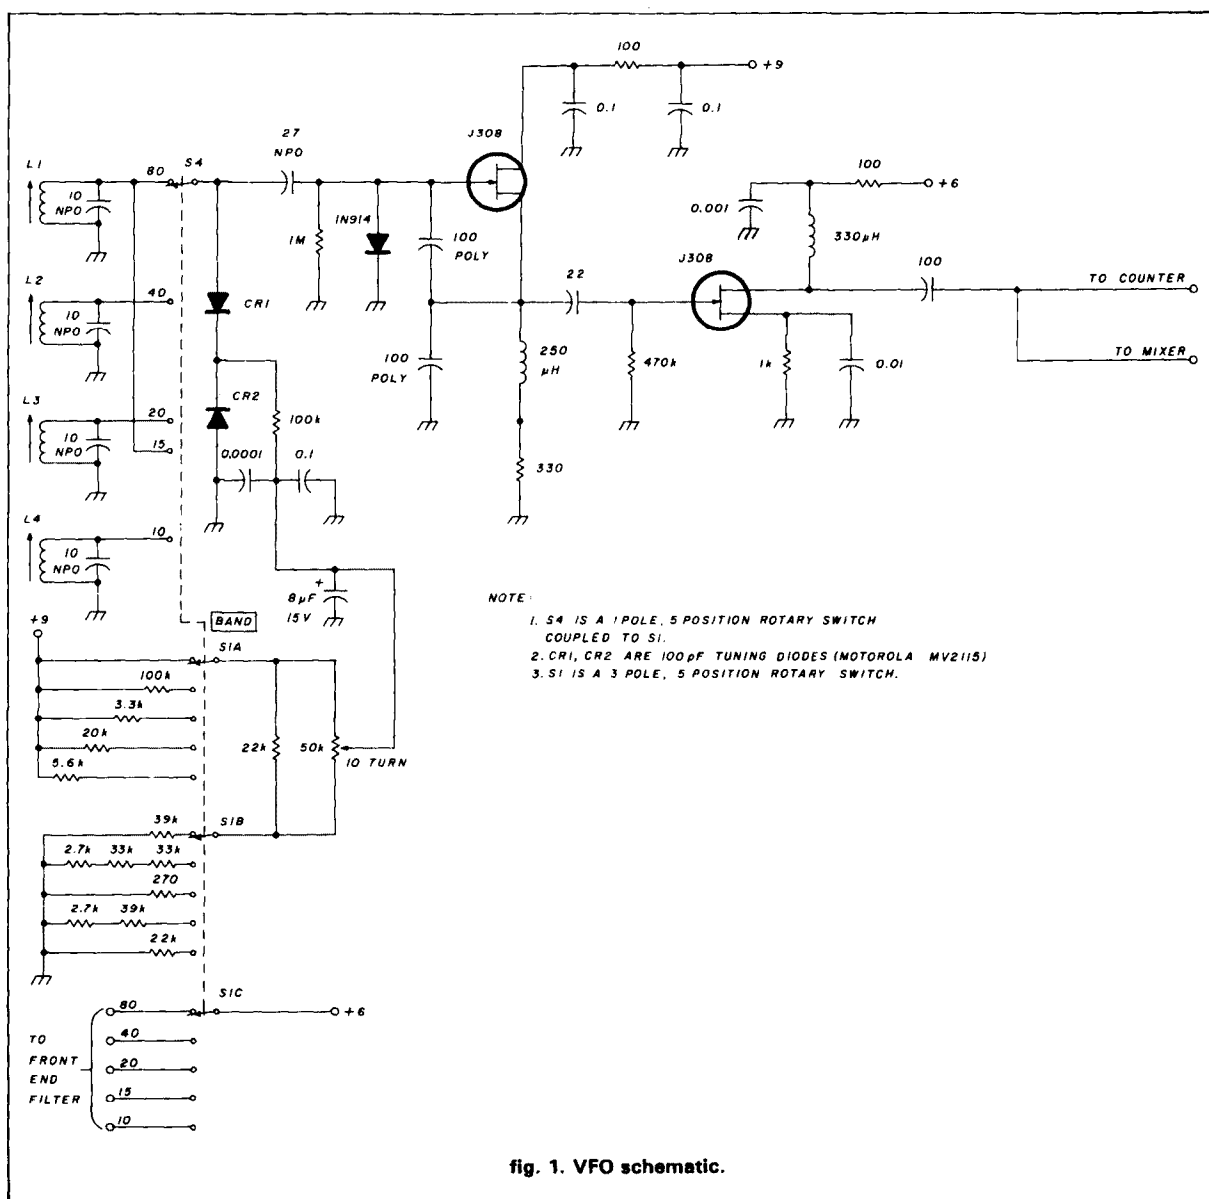 100
+9
0.1
0.1
J308
27
NPO
L1
80
S4
10
NPO
1N914
1M
100
POLY
100
+6
0.001
330µH
L2
40
10
NPO
CR1
22
J308
100
TO COUNTER
TO MIXER
100
POLY
250
µH
470k
1k
0.01
L3
20
10
NPO
15
CR2
100k
0.0001
0.1
330
L4
10
10
NPO
8µF
+
15V
+9
BAND
S1A
100k
3.3k
20k
5.6k
22k
50k
10 TURN
39k
S1B
2.7k 33k 33k
270
2.7k 39k
22k
S1C
80
+6
40
20
15
10
TO
FRONT
END
FILTER
NOTE:
1. S4 IS A 1 POLE, 5 POSITION ROTARY SWITCH
COUPLED TO S1.
2. CR1, CR2 ARE 100pF TUNING DIODES (MOTOROLA MV2115)
3. S1 IS A 3 POLE, 5 POSITION ROTARY SWITCH.
fig. 1. VFO schematic.